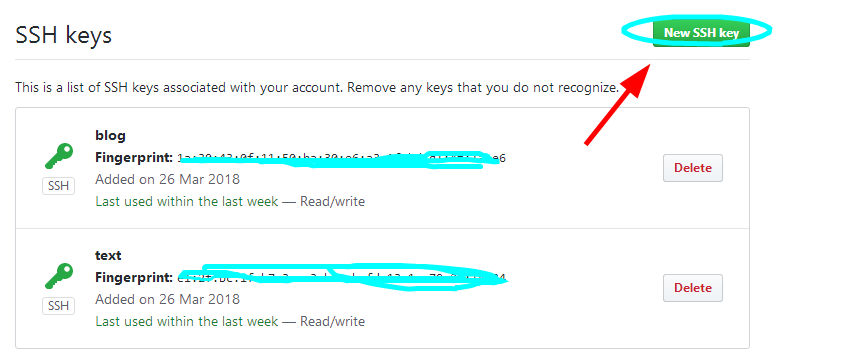 SSH keys
New SSH key
This is a list of SSH keys associated with your account. Remove any keys that you do not recognize.
blog
Fingerprint:
SSH
Added on 26 Mar 2018
Last used within the last week — Read/write
Delete
text
Fingerprint:
SSH
Added on 26 Mar 2018
Last used within the last week — Read/write
Delete